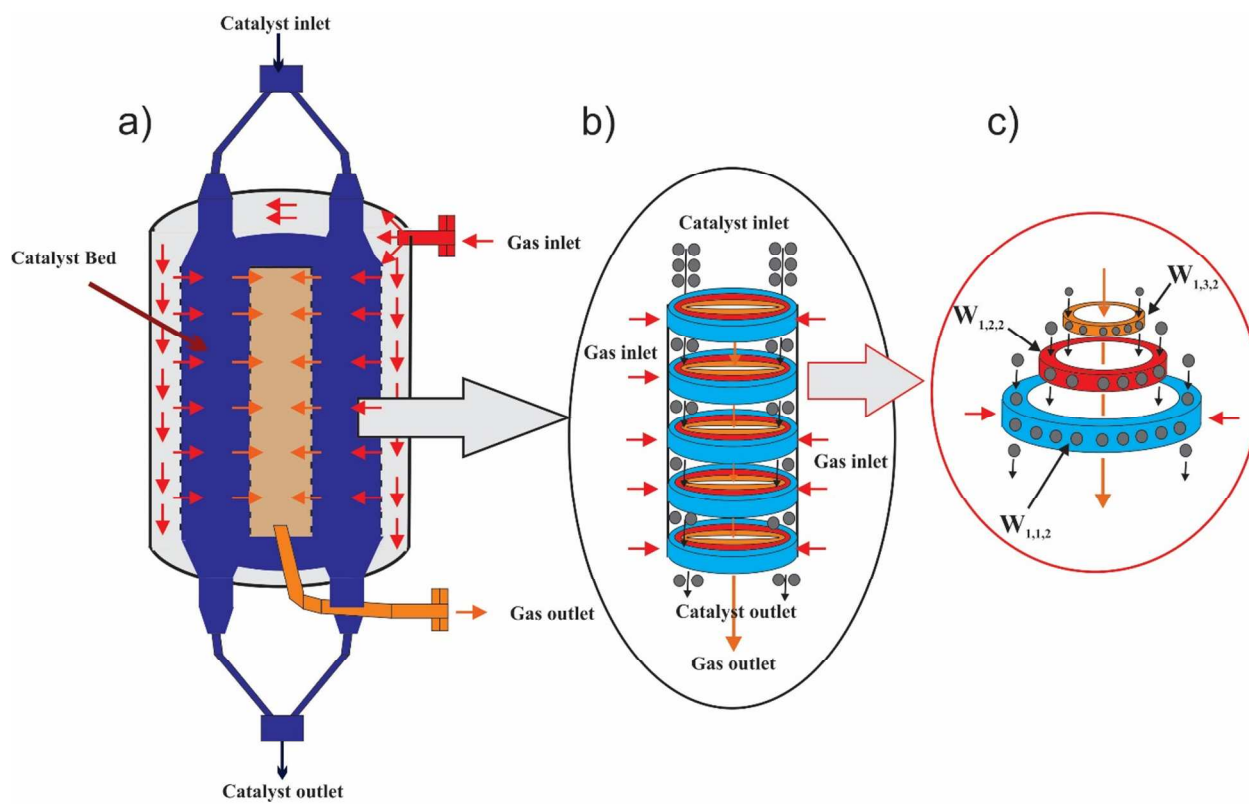 Catalyst inlet
a)
Catalyst Bed
Gas inlet
Gas outlet
Catalyst outlet
b)
Catalyst inlet
Gas inlet
Gas inlet
Catalyst outlet
Gas outlet
c)
W1,3,2
W1,2,2
W1,1,2